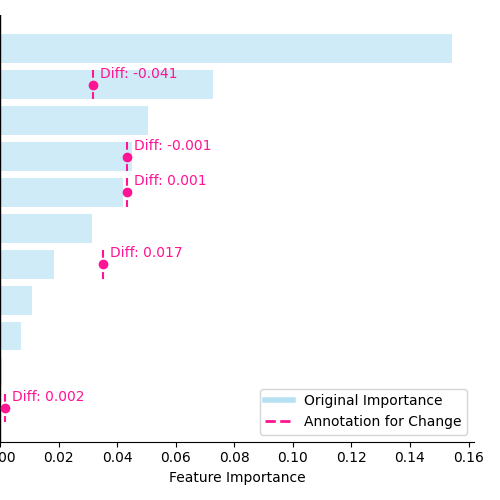 Diff: -0.041
Diff: -0.001
Diff: 0.001
Diff: 0.017
Diff: 0.002
Original Importance
Annotation for Change
00 0.02 0.04 0.06 0.08 0.10 0.12 0.14 0.16
Feature Importance